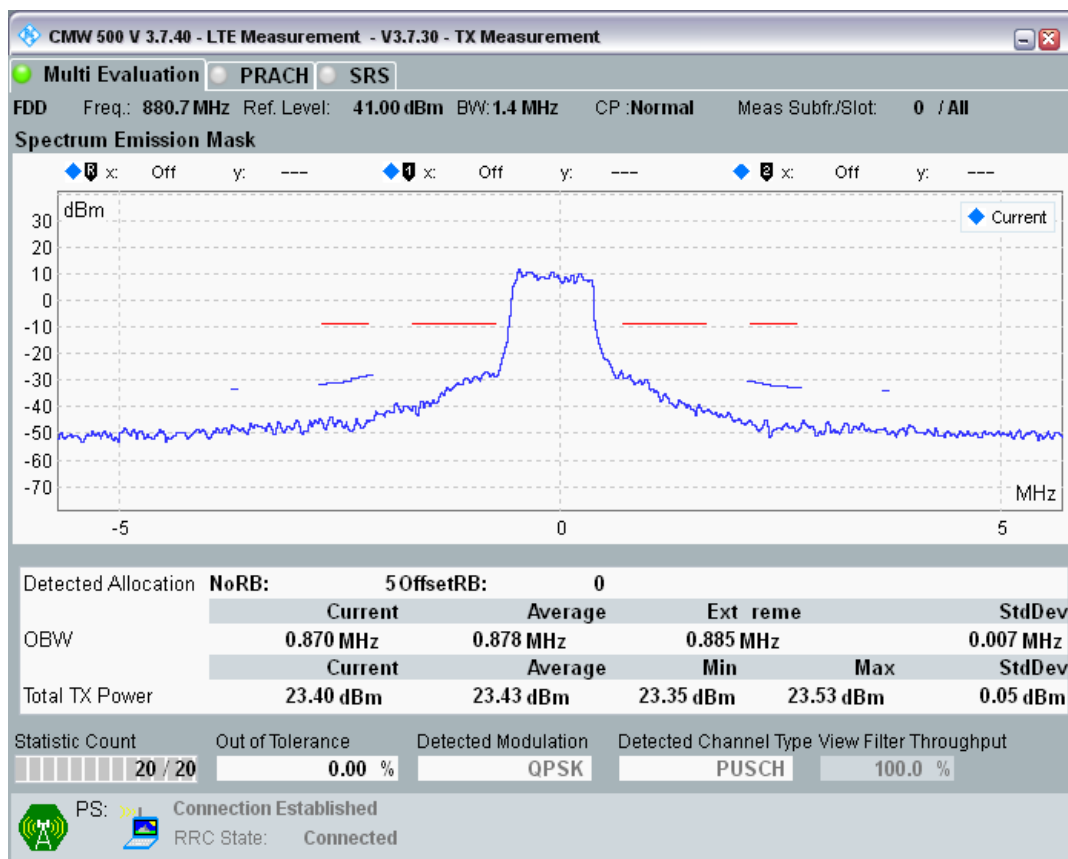 CMW 500 V 3.7.40 - LTE Measurement - V3.7.30 - TX Measurement
Multi Evaluation PRACH SRS
FDD Freq.: 880.7 MHz Ref. Level: 41.00 dBm BW: 1.4 MHz CP :Normal Meas Subfr./Slot: 0 / All
Spectrum Emission Mask
R x: Off y: --- 1 x: Off y: --- 2 x: Off y: ---
dBm
Current
30
20
10
0
-10
-20
-30
-40
-50
-60
-70
MHz
-5 0 5
Detected Allocation NoRB: 5 OffsetRB: 0
Current Average Ext reme StdDev
OBW 0.870 MHz 0.878 MHz 0.885 MHz 0.007 MHz
Current Average Min Max StdDev
Total TX Power 23.40 dBm 23.43 dBm 23.35 dBm 23.53 dBm 0.05 dBm
Statistic Count Out of Tolerance Detected Modulation Detected Channel Type View Filter Throughput
20 / 20 0.00 % QPSK PUSCH 100.0 %
PS: Connection Established
RRC State: Connected